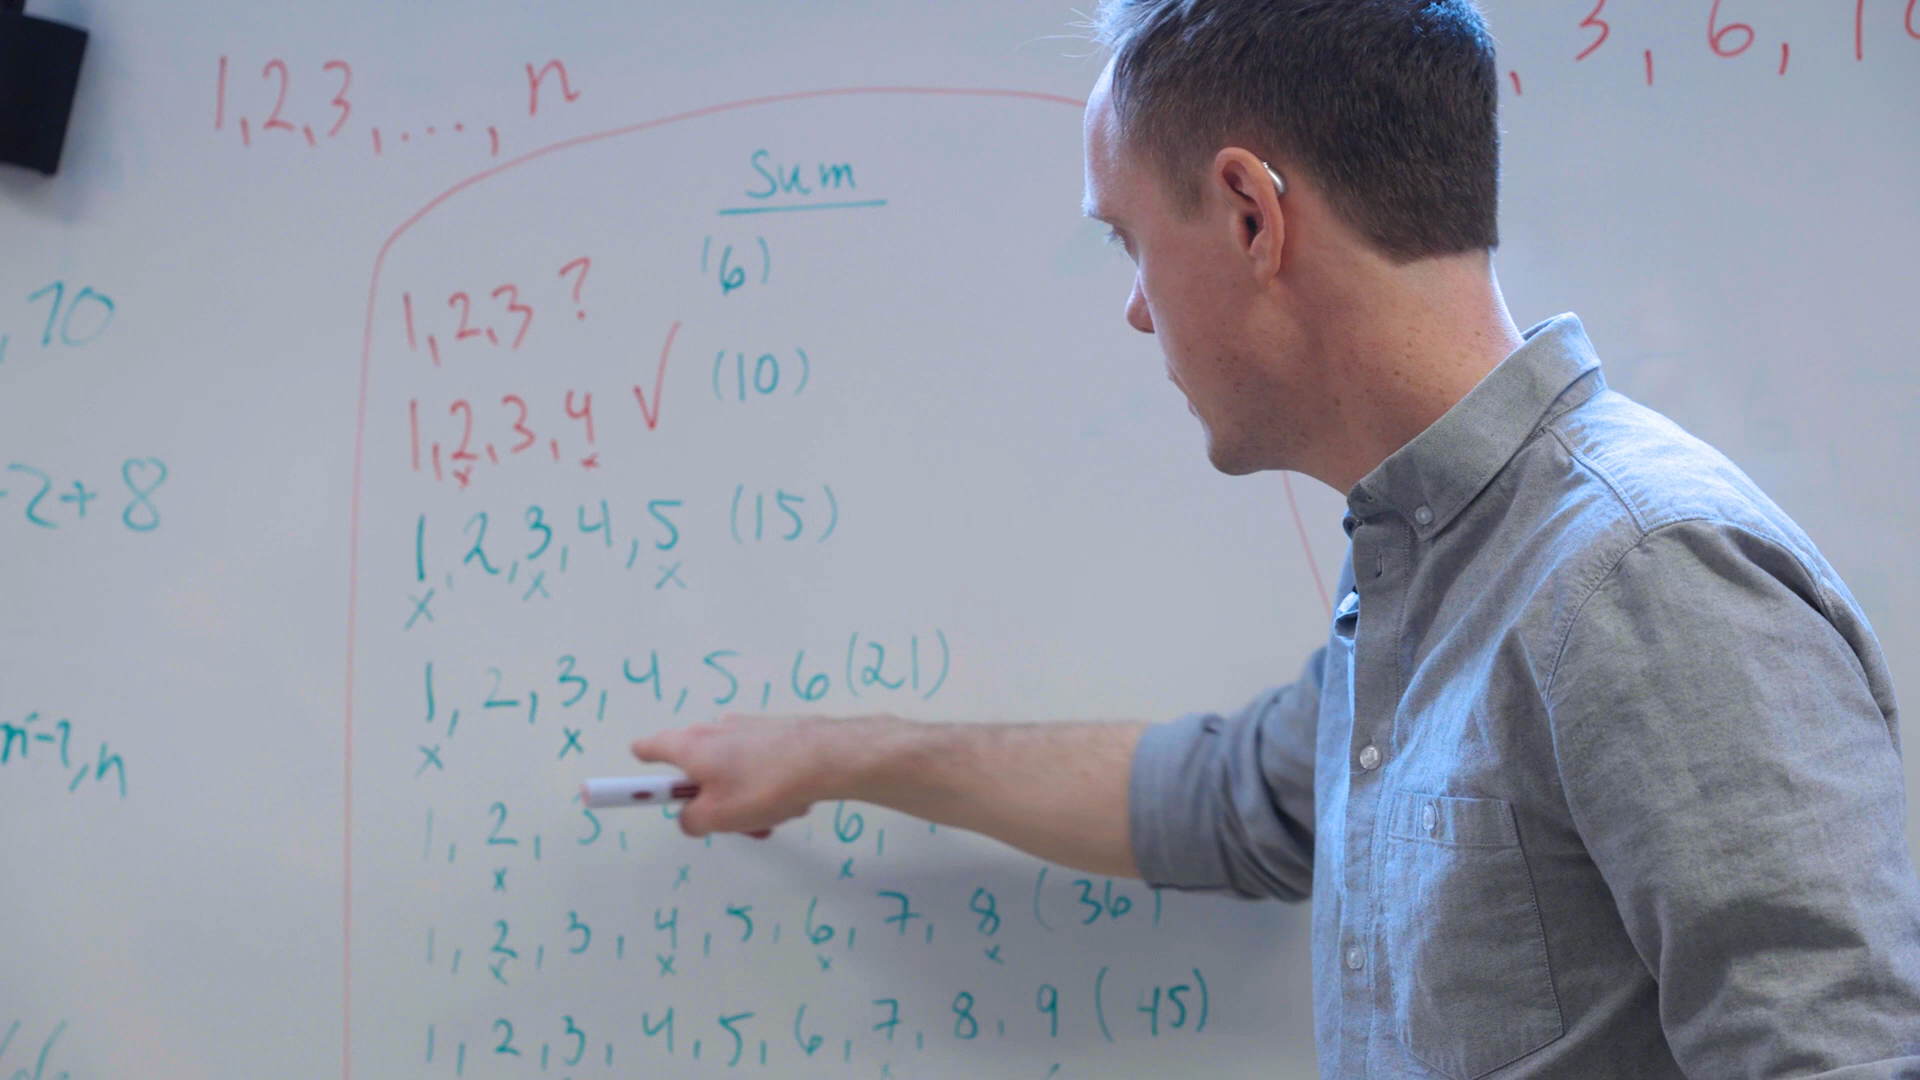 1,2,3,...,n
, 3, 6, 1
Sum
(6)
1,2,3 ?
, 10
1,2,3,4 ✓ (10)
x x
-2+8
1,2,3,4,5 (15)
x x x
1,2,3,4,5,6 (21)
x x
n-1,n
1,2,3, 6,
x x x
1,2,3,4,5,6,7,8 (36)
x x x x
1,2,3,4,5,6,7,8,9 (45)